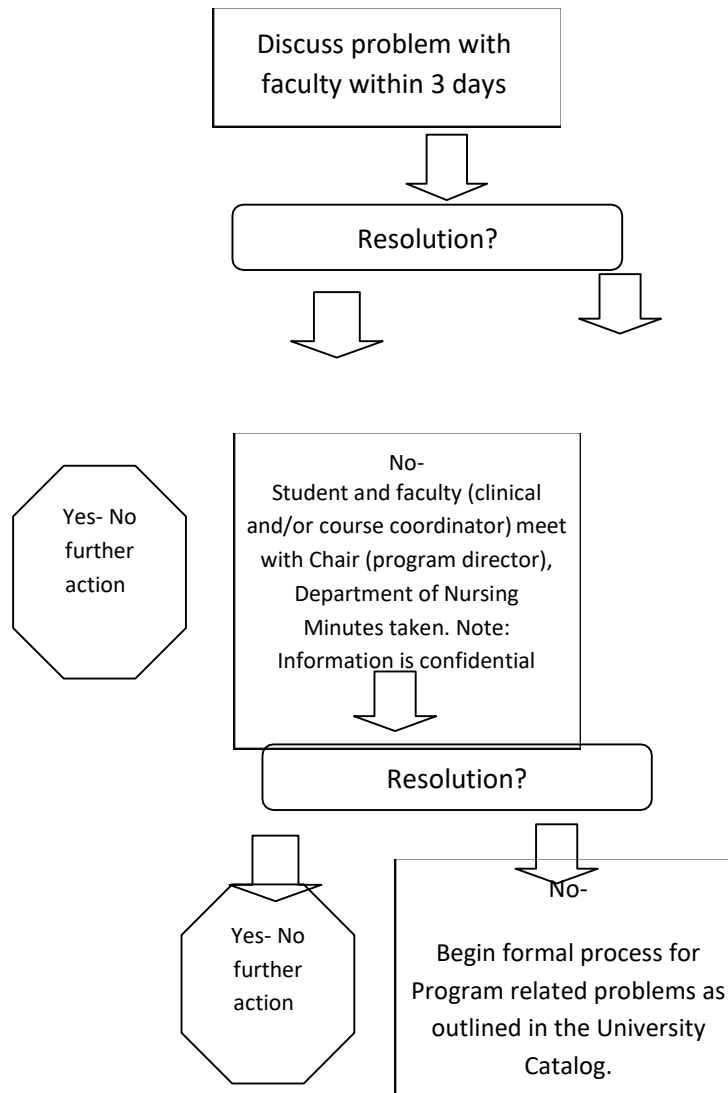 Discuss problem with
faculty within 3 days
Resolution?
Yes- No
further
action
No-
Student and faculty (clinical
and/or course coordinator) meet
with Chair (program director),
Department of Nursing
Minutes taken. Note:
Information is confidential
Resolution?
Yes- No
further
action
No-
Begin formal process for
Program related problems as
outlined in the University
Catalog.